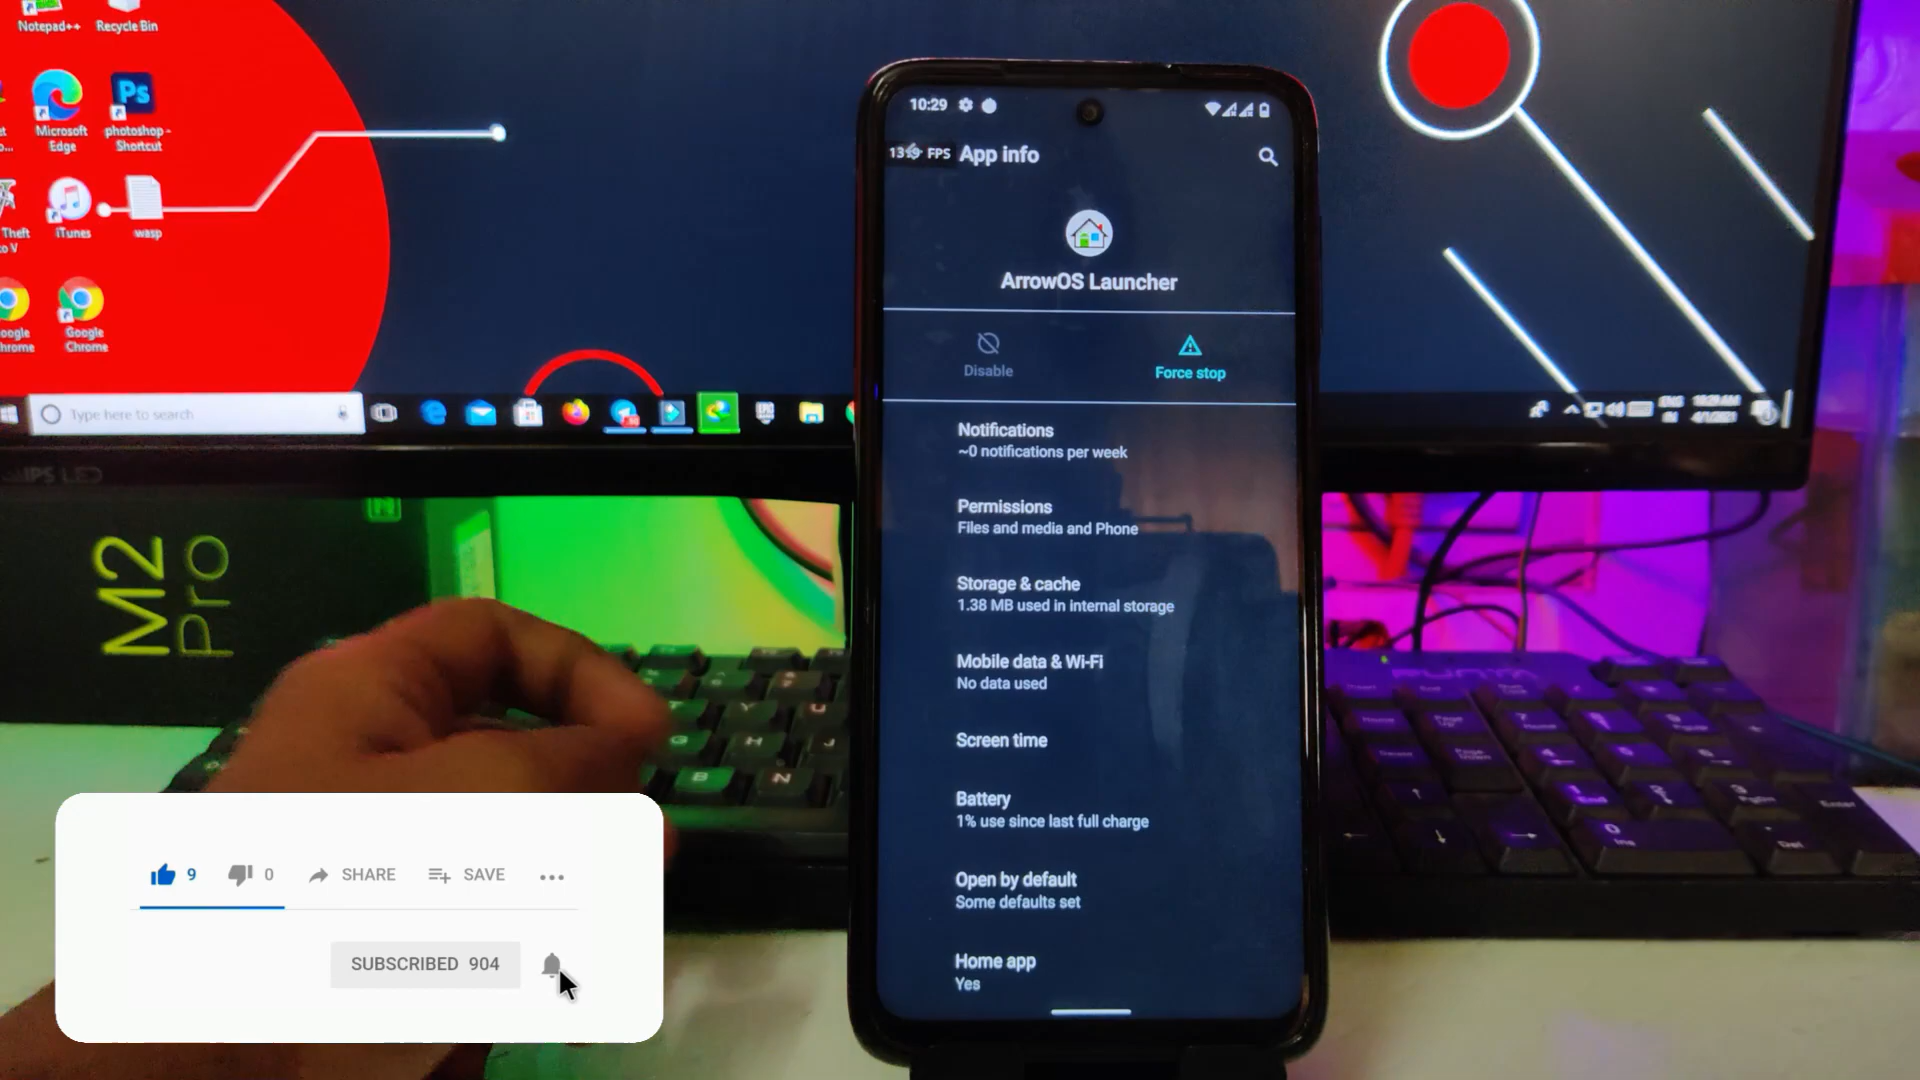 Notepad++
Recycle Bin
Microsoft
Edge
Ps
photoshop -
Shortcut
Theft
iTunes
wasp
Google
Chrome
Type here to search
IPS LED
M2
Pro
10:29
FPS
App info
ArrowOS Launcher
Disable
Force stop
Notifications
~0 notifications per week
Permissions
Files and media and Phone
Storage & cache
1.38 MB used in internal storage
Mobile data & Wi-Fi
No data used
Screen time
Battery
1% use since last full charge
Open by default
Some defaults set
Home app
Yes
G
H
J
B
N
9
0
SHARE
SAVE
SUBSCRIBED 904